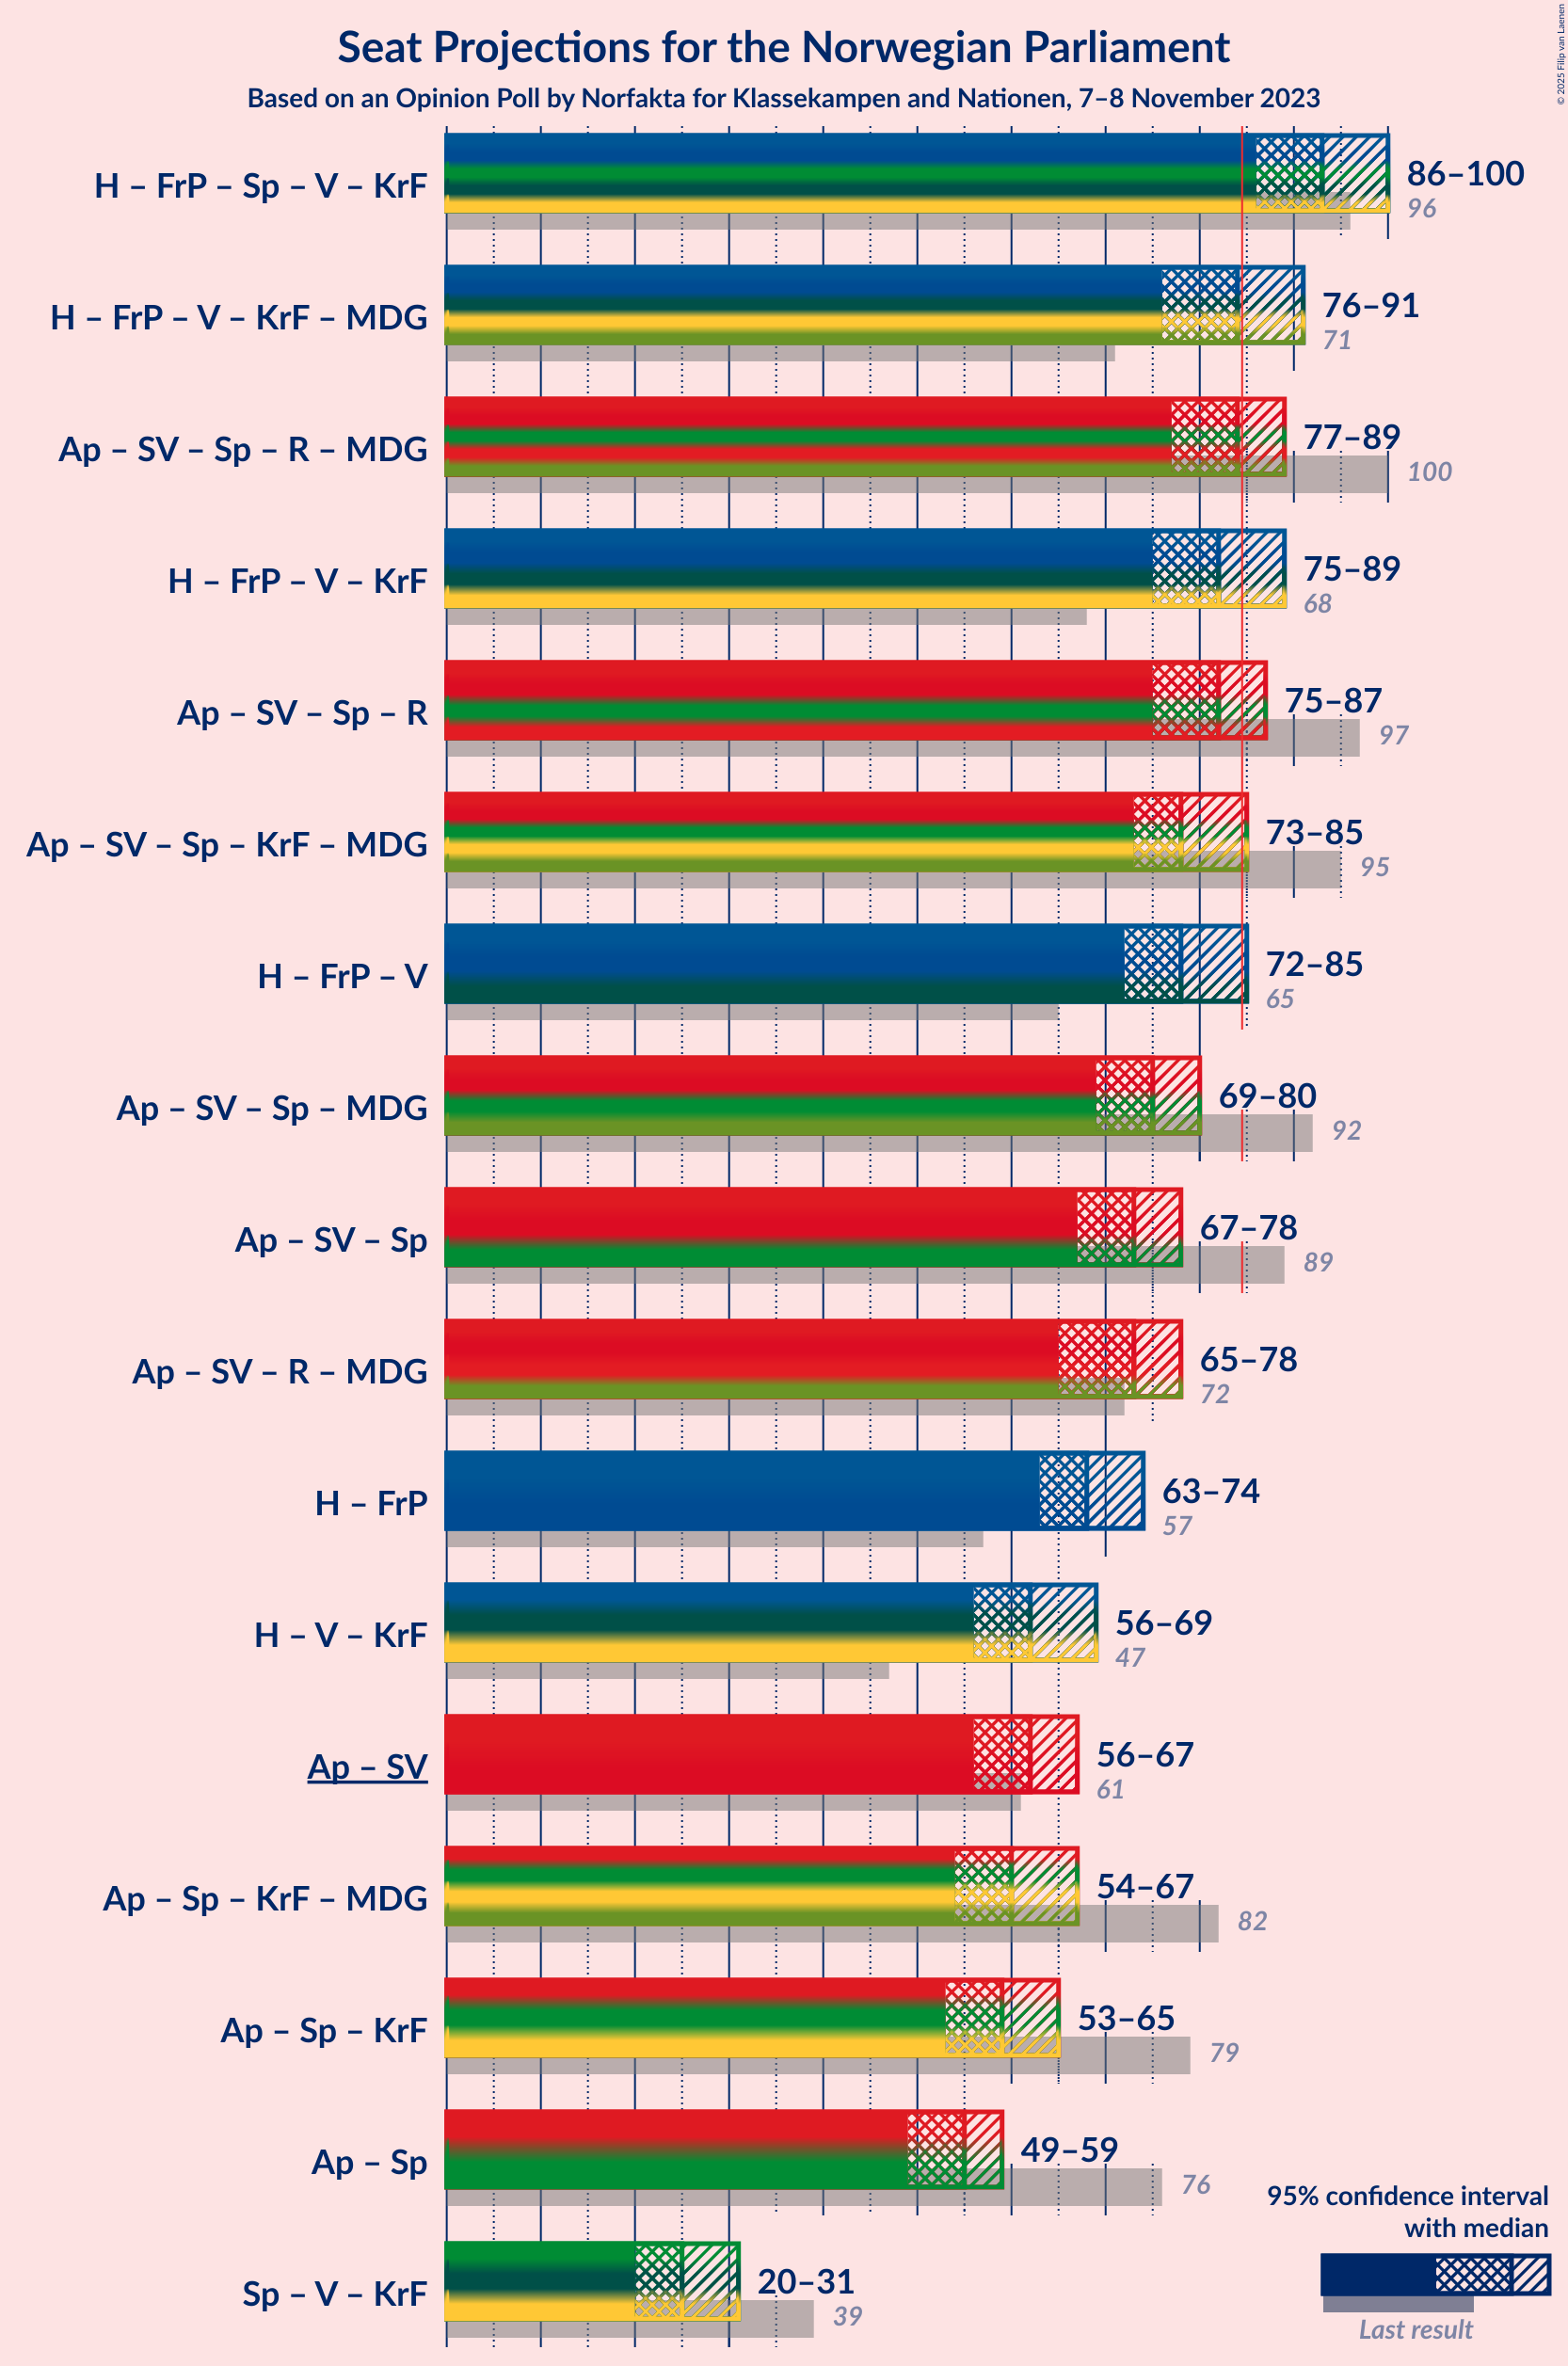 Seat Projections for the Norwegian Parliament
Based on an Opinion Poll by Norfakta for Klassekampen and Nationen, 7–8 November 2023
© 2025 Filip van Laenen
H – FrP – Sp – V – KrF
86–100
96
H – FrP – V – KrF – MDG
76–91
71
Ap – SV – Sp – R – MDG
77–89
100
H – FrP – V – KrF
75–89
68
Ap – SV – Sp – R
75–87
97
Ap – SV – Sp – KrF – MDG
73–85
95
H – FrP – V
72–85
65
Ap – SV – Sp – MDG
69–80
92
Ap – SV – Sp
67–78
89
Ap – SV – R – MDG
65–78
72
H – FrP
63–74
57
H – V – KrF
56–69
47
Ap – SV
56–67
61
Ap – Sp – KrF – MDG
54–67
82
Ap – Sp – KrF
53–65
79
Ap – Sp
49–59
76
Sp – V – KrF
20–31
39
95% confidence interval
with median
Last result